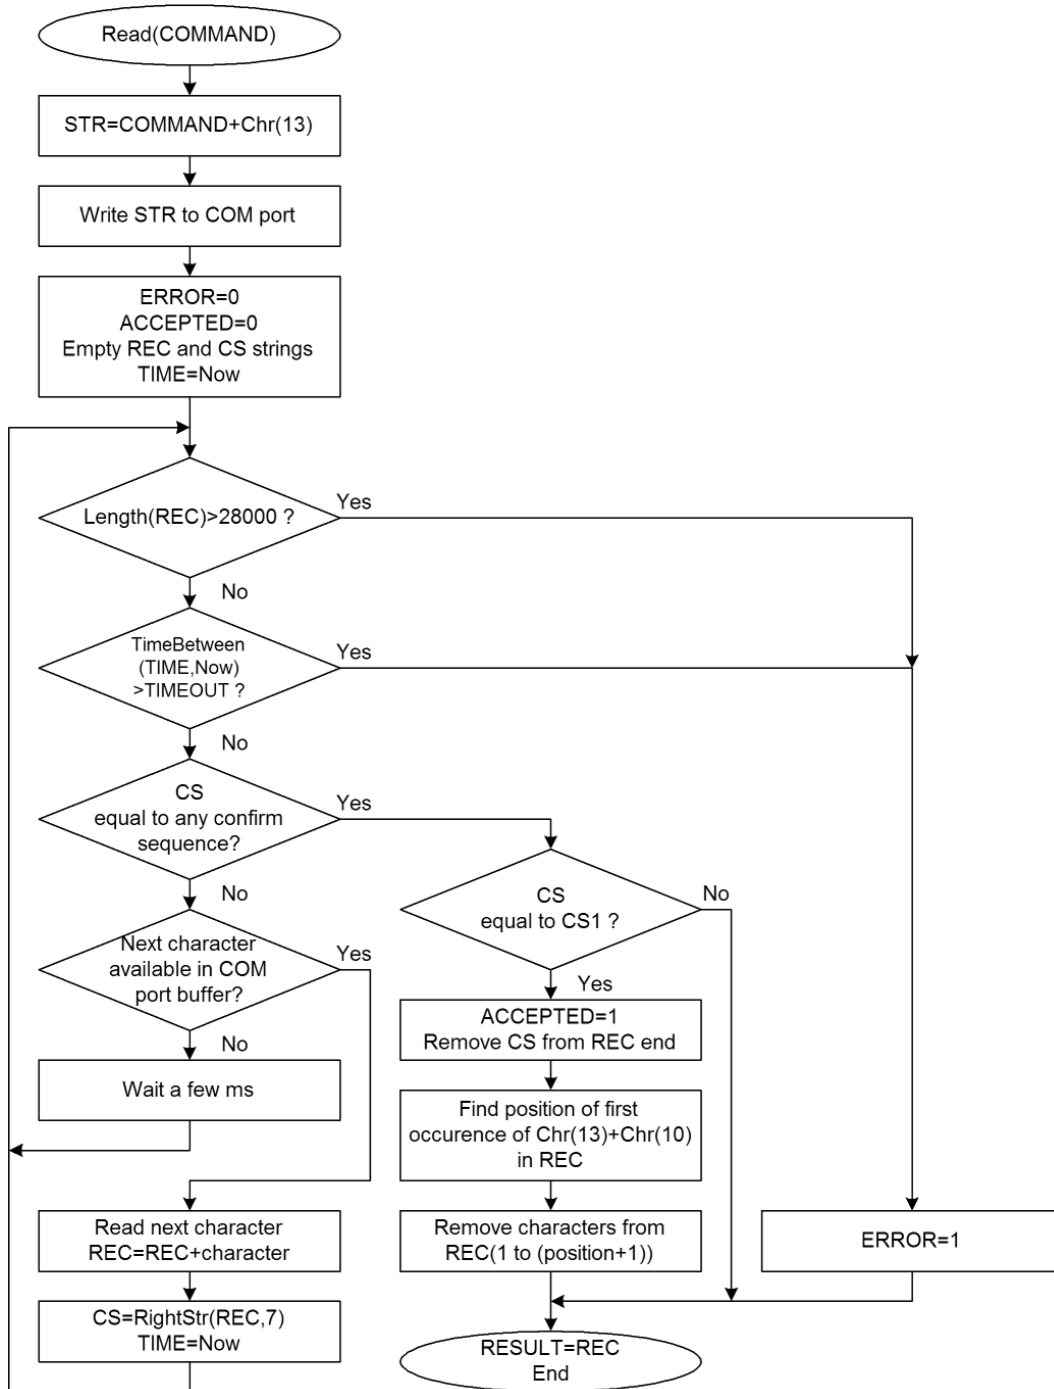 Read(COMMAND)
STR=COMMAND+Chr(13)
Write STR to COM port
ERROR=0
ACCEPTED=0
Empty REC and CS strings
TIME=Now
Length(REC)>28000 ?
Yes
No
TimeBetween
(TIME,Now)
>TIMEOUT ?
Yes
No
CS
equal to any confirm
sequence?
Yes
No
CS
equal to CS1 ?
No
Yes
Next character
available in COM
port buffer?
Yes
No
Wait a few ms
ACCEPTED=1
Remove CS from REC end
Find position of first
occurence of Chr(13)+Chr(10)
in REC
Read next character
REC=REC+character
Remove characters from
REC(1 to (position+1))
ERROR=1
CS=RightStr(REC,7)
TIME=Now
RESULT=REC
End